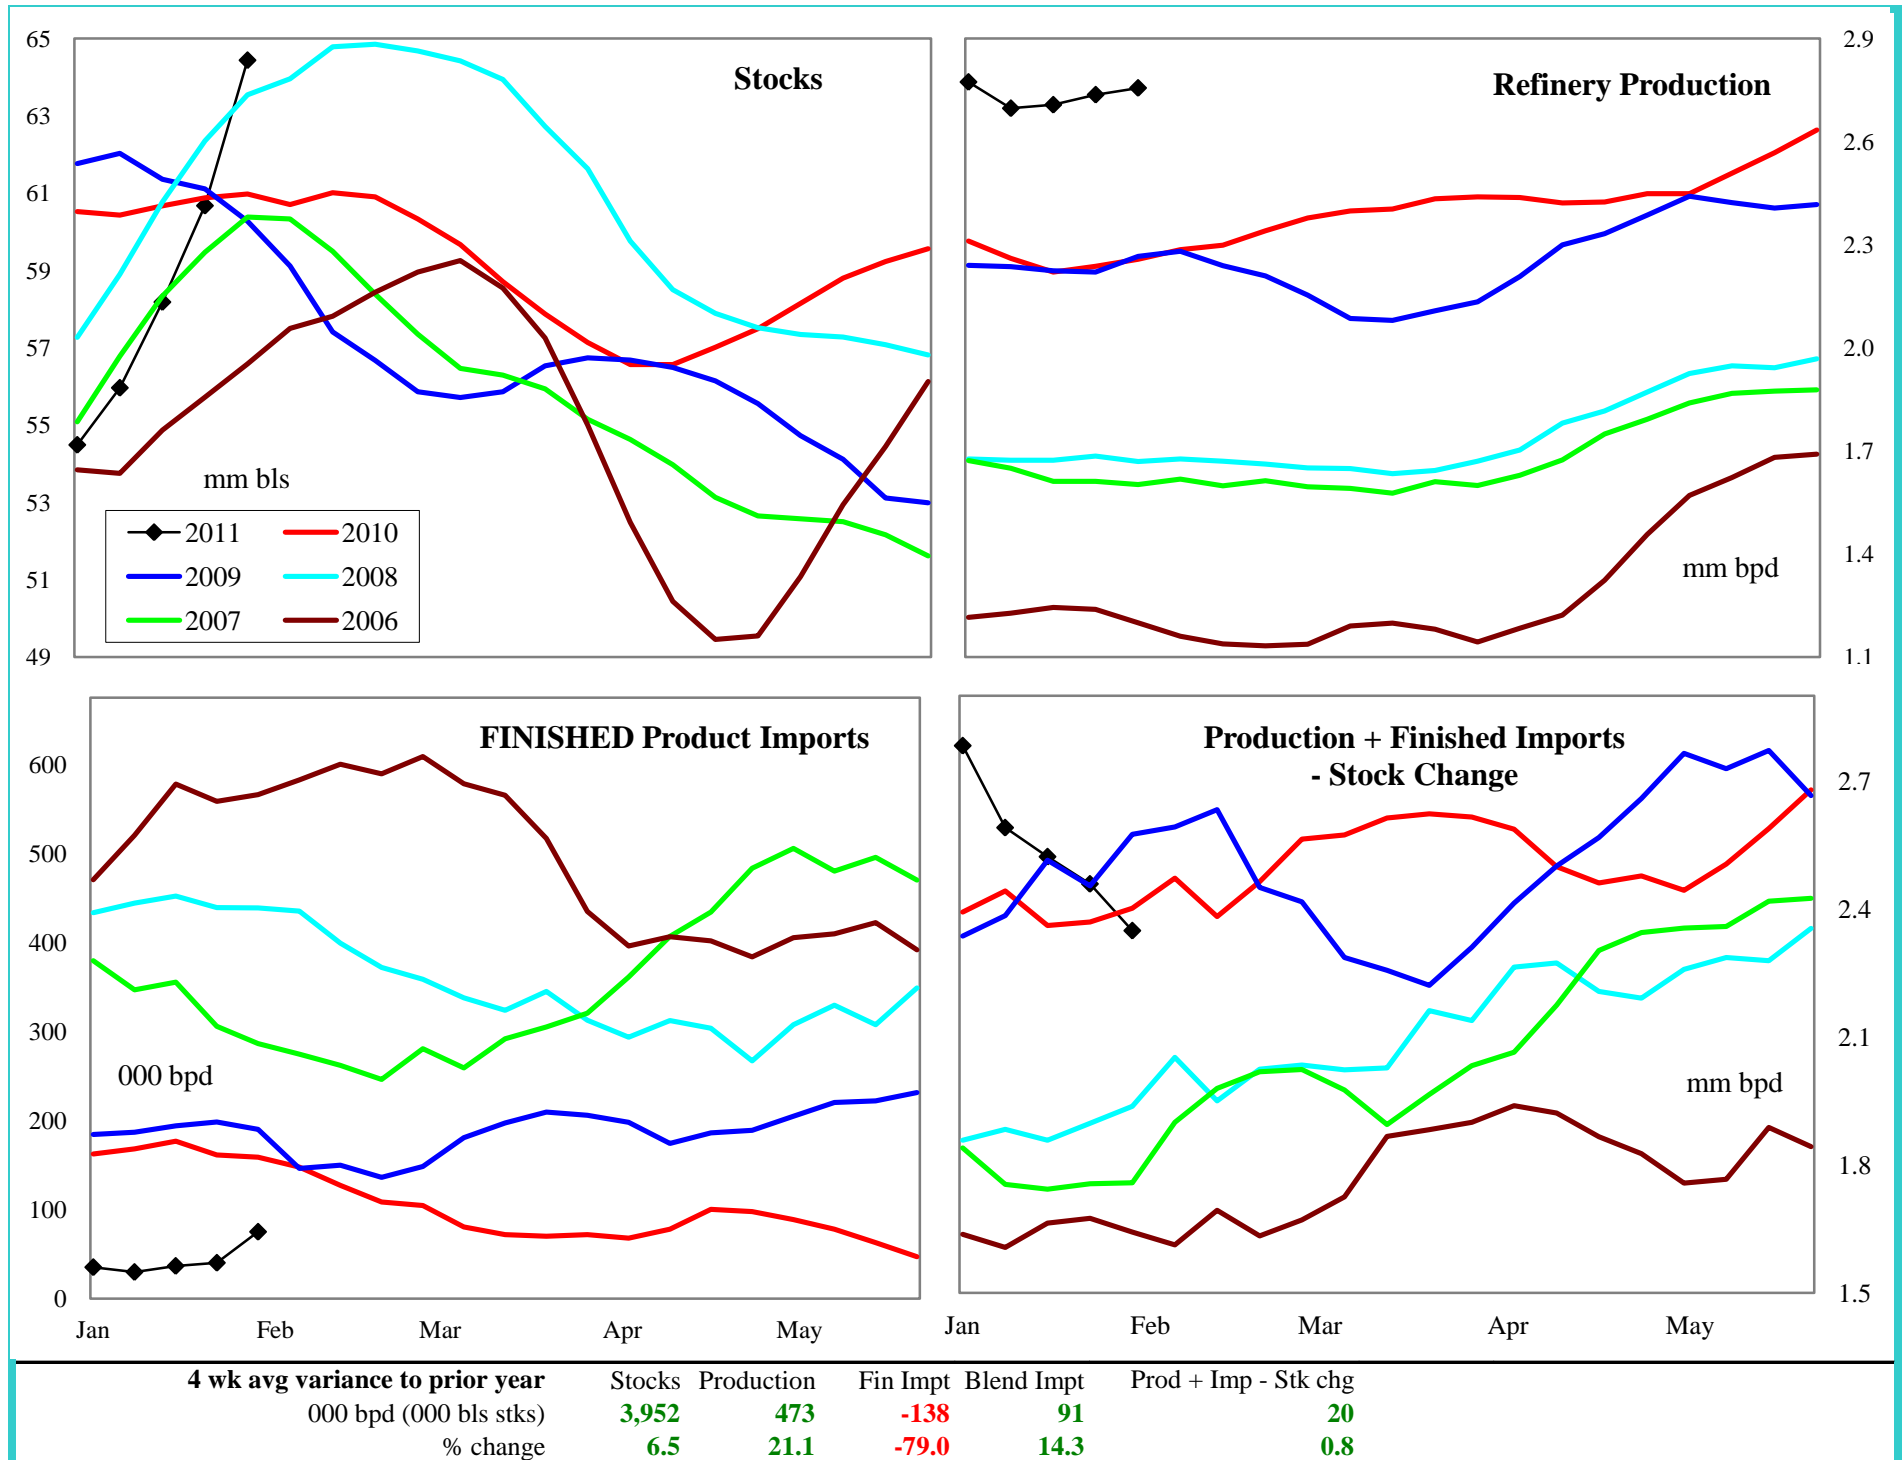 65
63
61
59
57
55
53
51
49
Stocks
mm bls
2011
2010
2009
2008
2007
2006
Refinery Production
mm bpd
2.9
2.6
2.3
2.0
1.7
1.4
1.1
FINISHED Product Imports
000 bpd
600
500
400
300
200
100
0
Jan Feb Mar Apr May
Production + Finished Imports
- Stock Change
mm bpd
2.7
2.4
2.1
1.8
1.5
Jan Feb Mar Apr May
4 wk avg variance to prior year Stocks Production Fin Impt Blend Impt Prod + Imp - Stk chg
000 bpd (000 bls stks) 3,952 473 -138 91 20
% change 6.5 21.1 -79.0 14.3 0.8